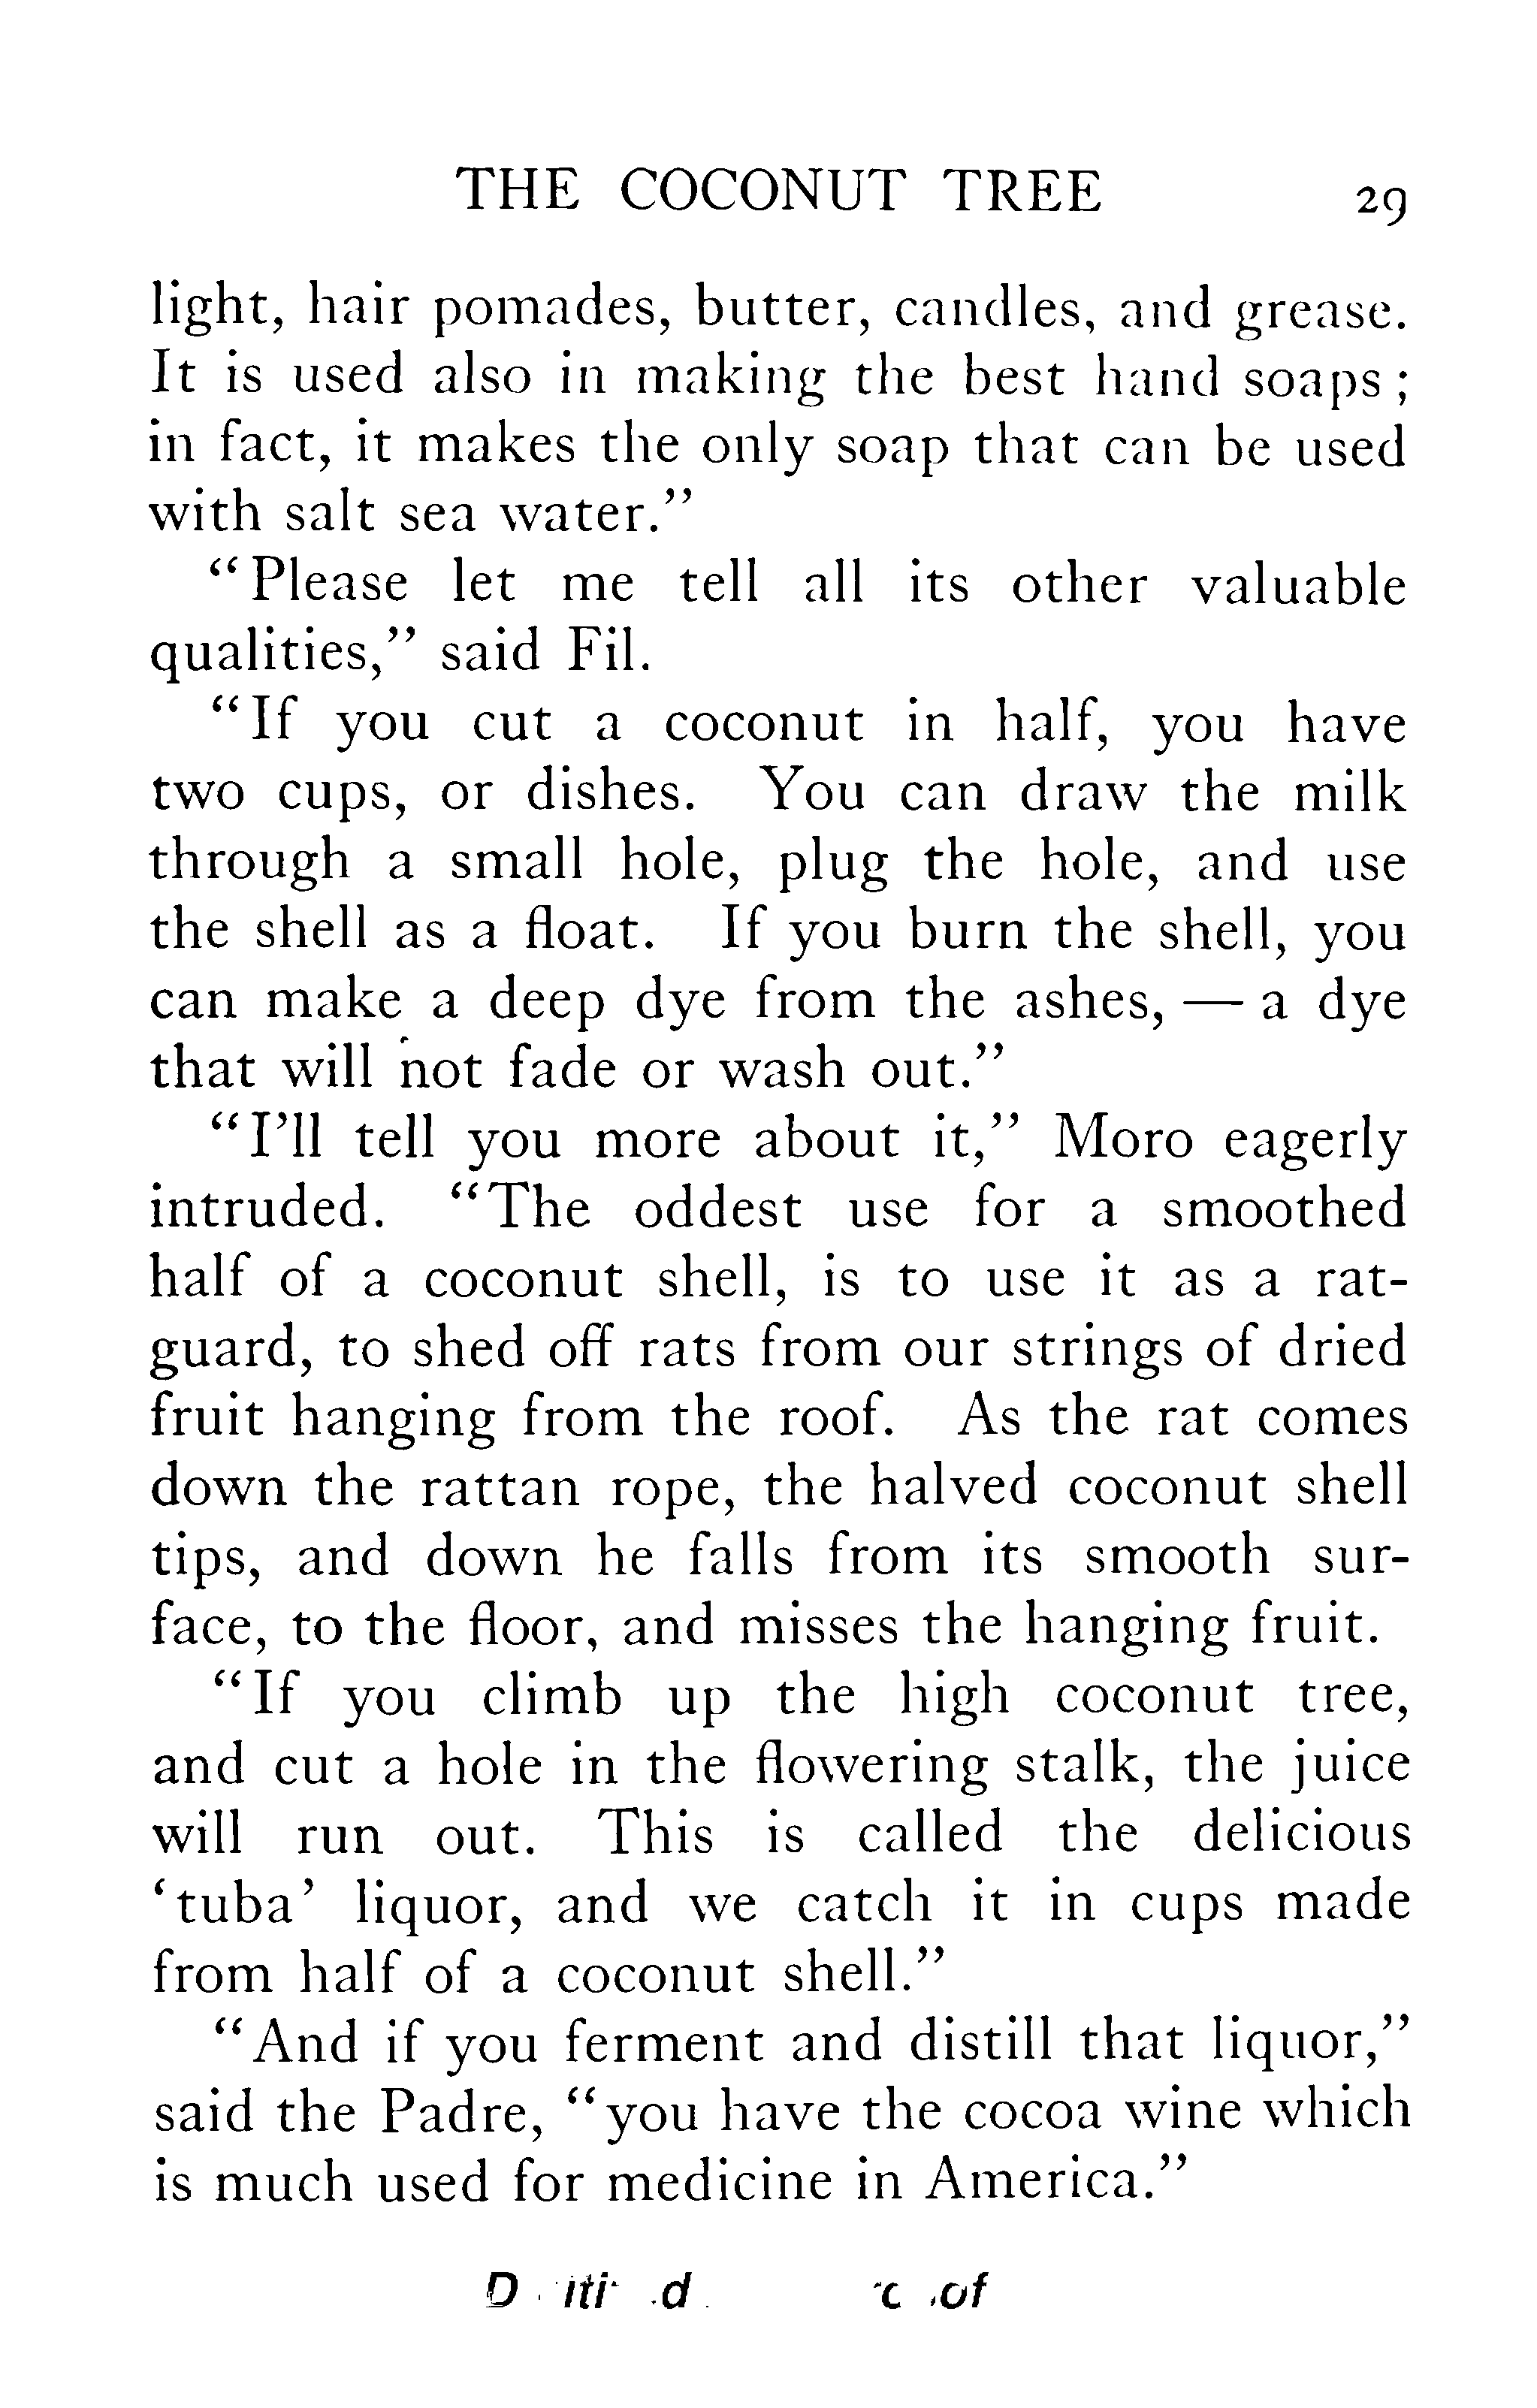 THE COCONUT TREE 29
light, hair pomades, butter, candles, and grease.
It is used also in making the best hand soaps;
in fact, it makes the only soap that can be used
with salt sea water."
"Please let me tell all its other valuable
qualities," said Fil.
"If you cut a coconut in half, you have
two cups, or dishes. You can draw the milk
through a small hole, plug the hole, and use
the shell as a float. If you burn the shell, you
can make a deep dye from the ashes, — a dye
that will not fade or wash out."
"I'll tell you more about it," Moro eagerly
intruded. "The oddest use for a smoothed
half of a coconut shell, is to use it as a rat-
guard, to shed off rats from our strings of dried
fruit hanging from the roof. As the rat comes
down the rattan rope, the halved coconut shell
tips, and down he falls from its smooth sur-
face, to the floor, and misses the hanging fruit.
"If you climb up the high coconut tree,
and cut a hole in the flowering stalk, the juice
will run out. This is called the delicious
'tuba' liquor, and we catch it in cups made
from half of a coconut shell."
"And if you ferment and distill that liquor,"
said the Padre, "you have the cocoa wine which
is much used for medicine in America."